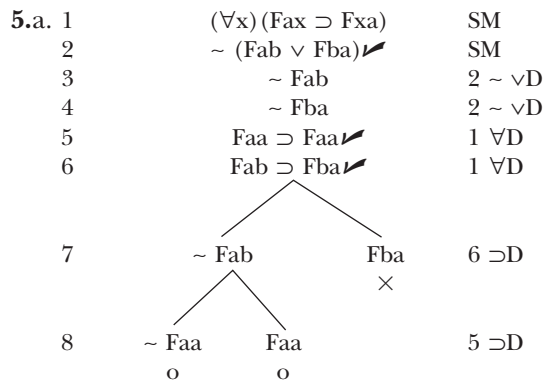 5.a. 1 (∀x)(Fax ⊃ Fxa) SM
2 ~ (Fab ∨ Fba)✔ SM
3 ~ Fab 2 ~ ∨D
4 ~ Fba 2 ~ ∨D
5 Faa ⊃ Faa✔ 1 ∀D
6 Fab ⊃ Fba✔ 1 ∀D
7 ~ Fab Fba 6 ⊃D
×
8 ~ Faa Faa 5 ⊃D
o o